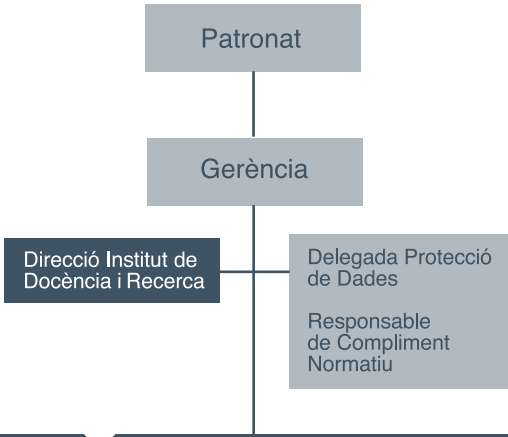 Patronat
Gerència
Direcció Institut de
Docència i Recerca
Delegada Protecció
de Dades
Responsable
de Compliment
Normatiu